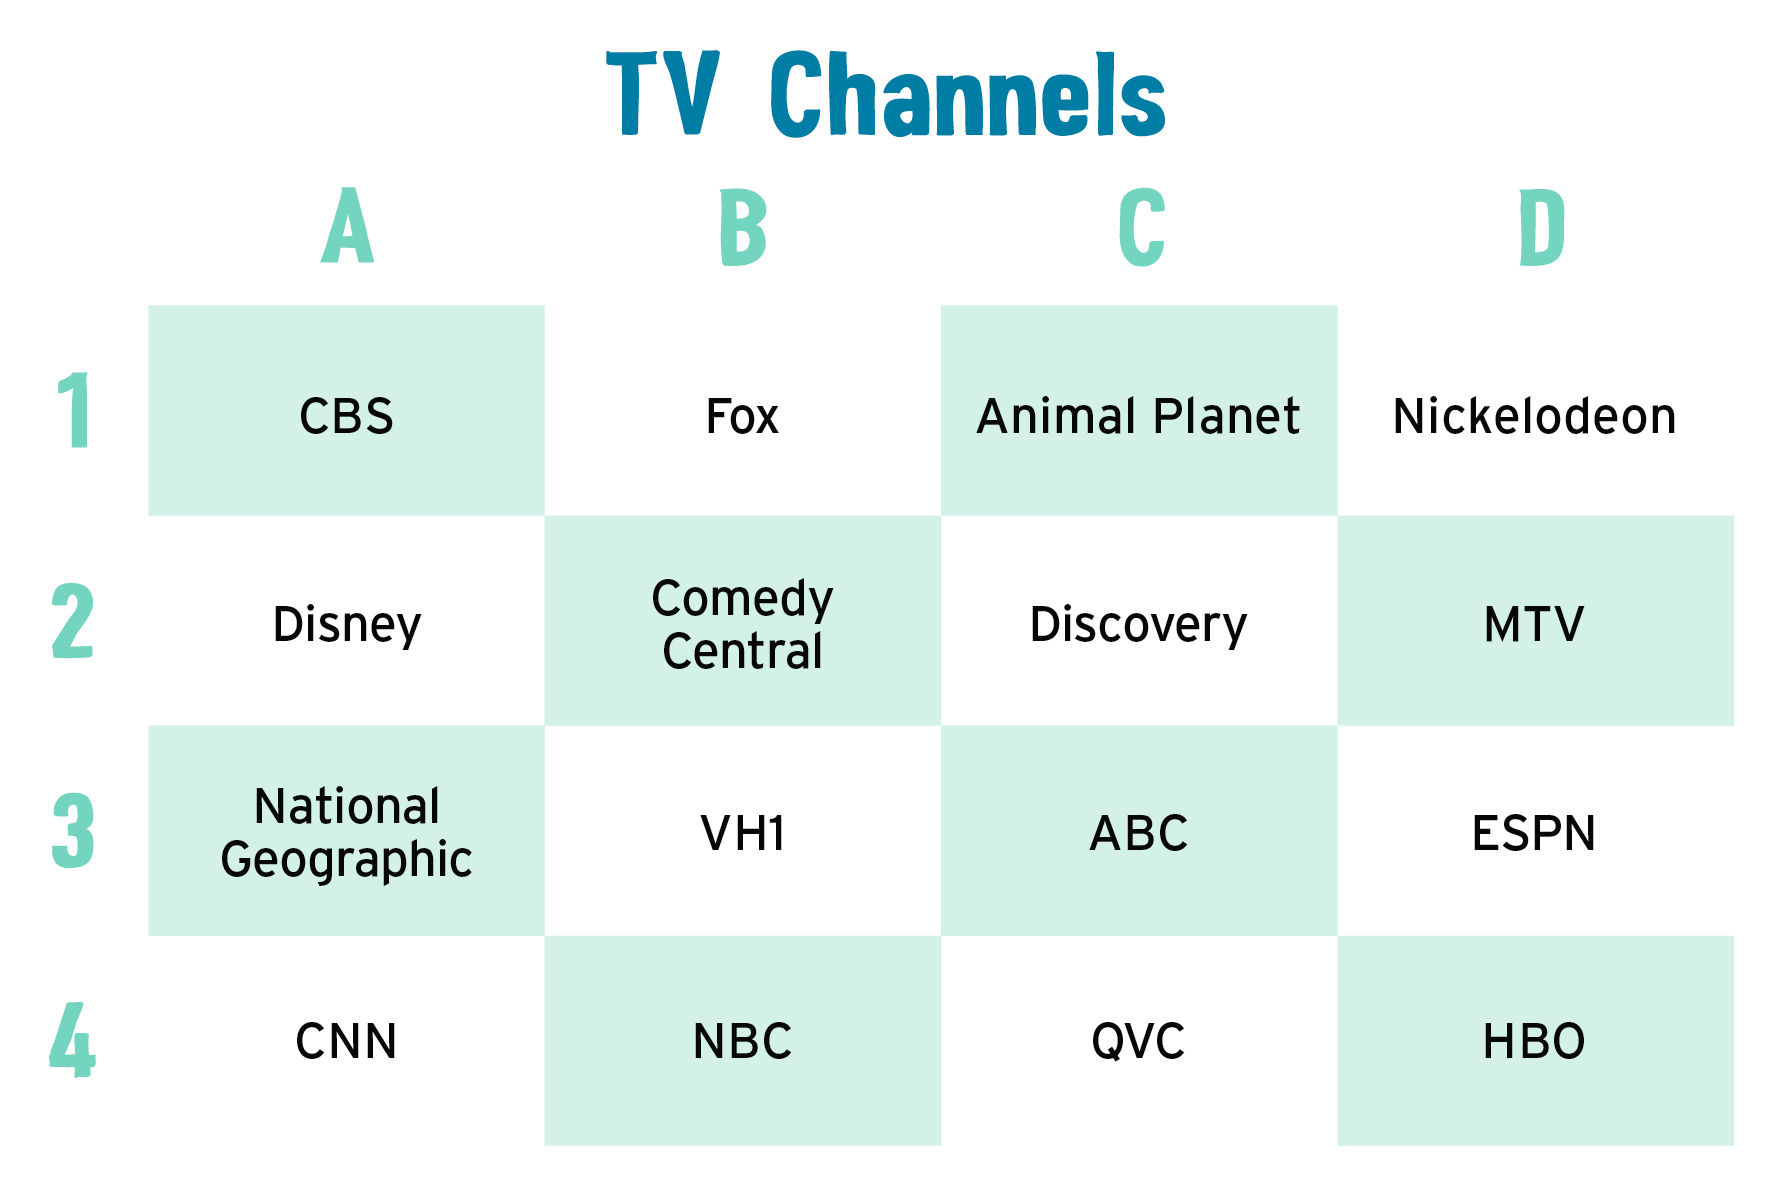 TV Channels
A B C D
1 CBS Fox Animal Planet Nickelodeon
2 Disney Comedy Central Discovery MTV
3 National Geographic VH1 ABC ESPN
4 CNN NBC QVC HBO